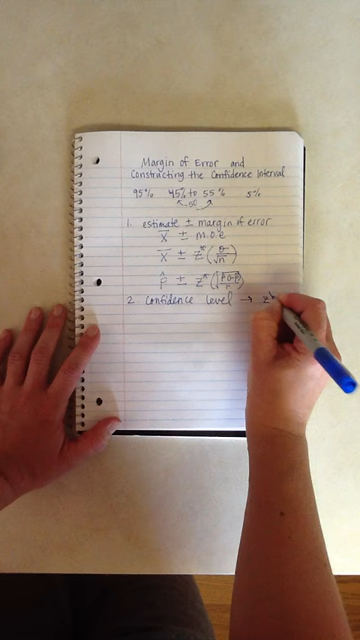 Margin of Error and
Constructing the Confidence Interval
95% 45% to 55% 5%
50
1. estimate ± margin of error
x̄ ± m.o.e
x̄ ± z*(σ/√n)
p̂ ± z*(√p(1-p)/n)
2. Confidence level → z*